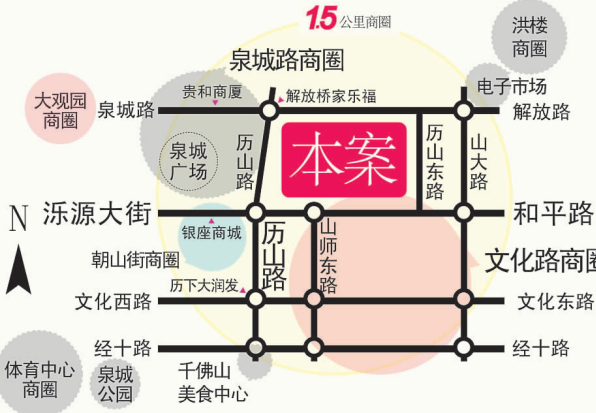 1.5公里商圈
洪楼
商圈
泉城路商圈
电子市场
大观园
商圈
泉城路
贵和商厦
解放桥家乐福
解放路
泉城
广场
历山路
本案
历山东路
山大路
N
泺源大街
和平路
银座商城
历山路
山师东路
朝山街商圈
文化路商圈
历下大润发
文化西路
文化东路
经十路
经十路
体育中心
商圈
泉城
公园
千佛山
美食中心